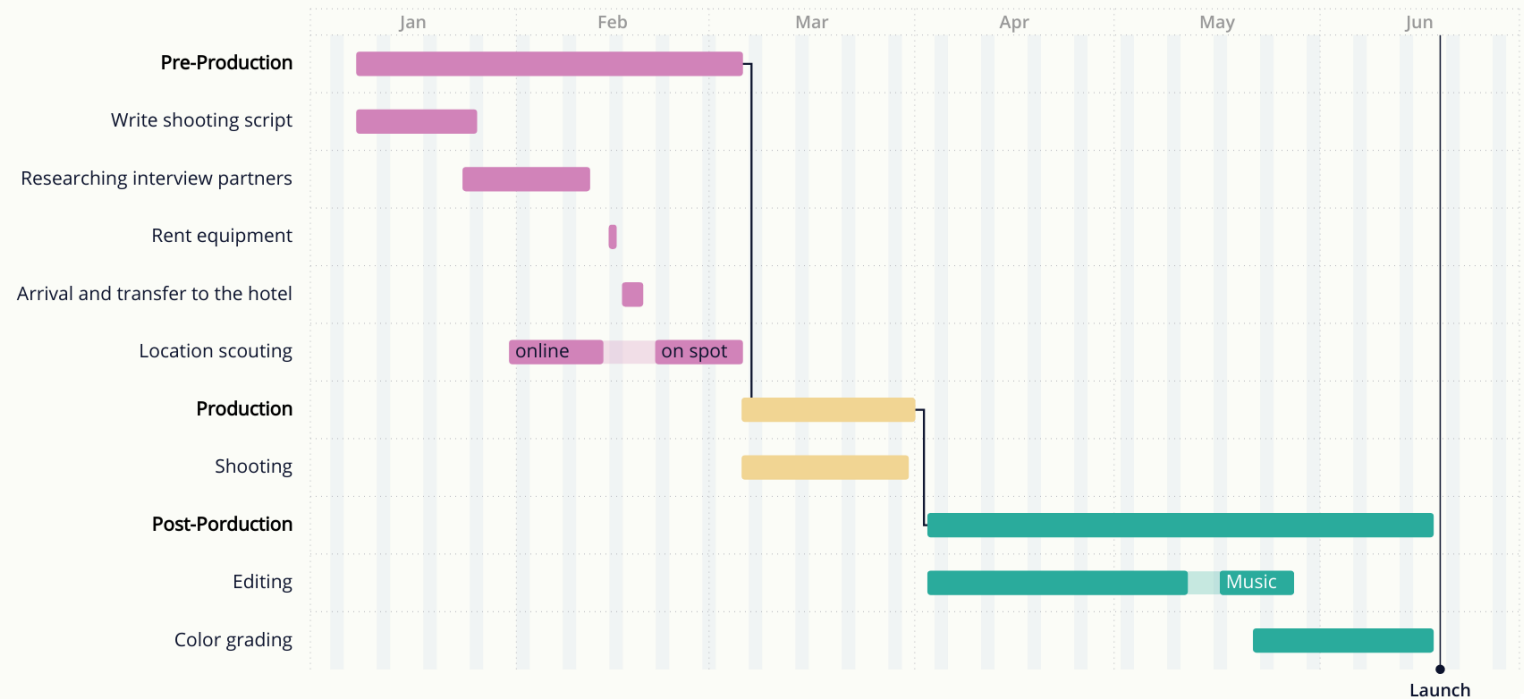 Jan Feb Mar Apr May Jun
Pre-Production
Write shooting script
Researching interview partners
Rent equipment
Arrival and transfer to the hotel
Location scouting online on spot
Production
Shooting
Post-Porduction
Editing Music
Color grading
Launch